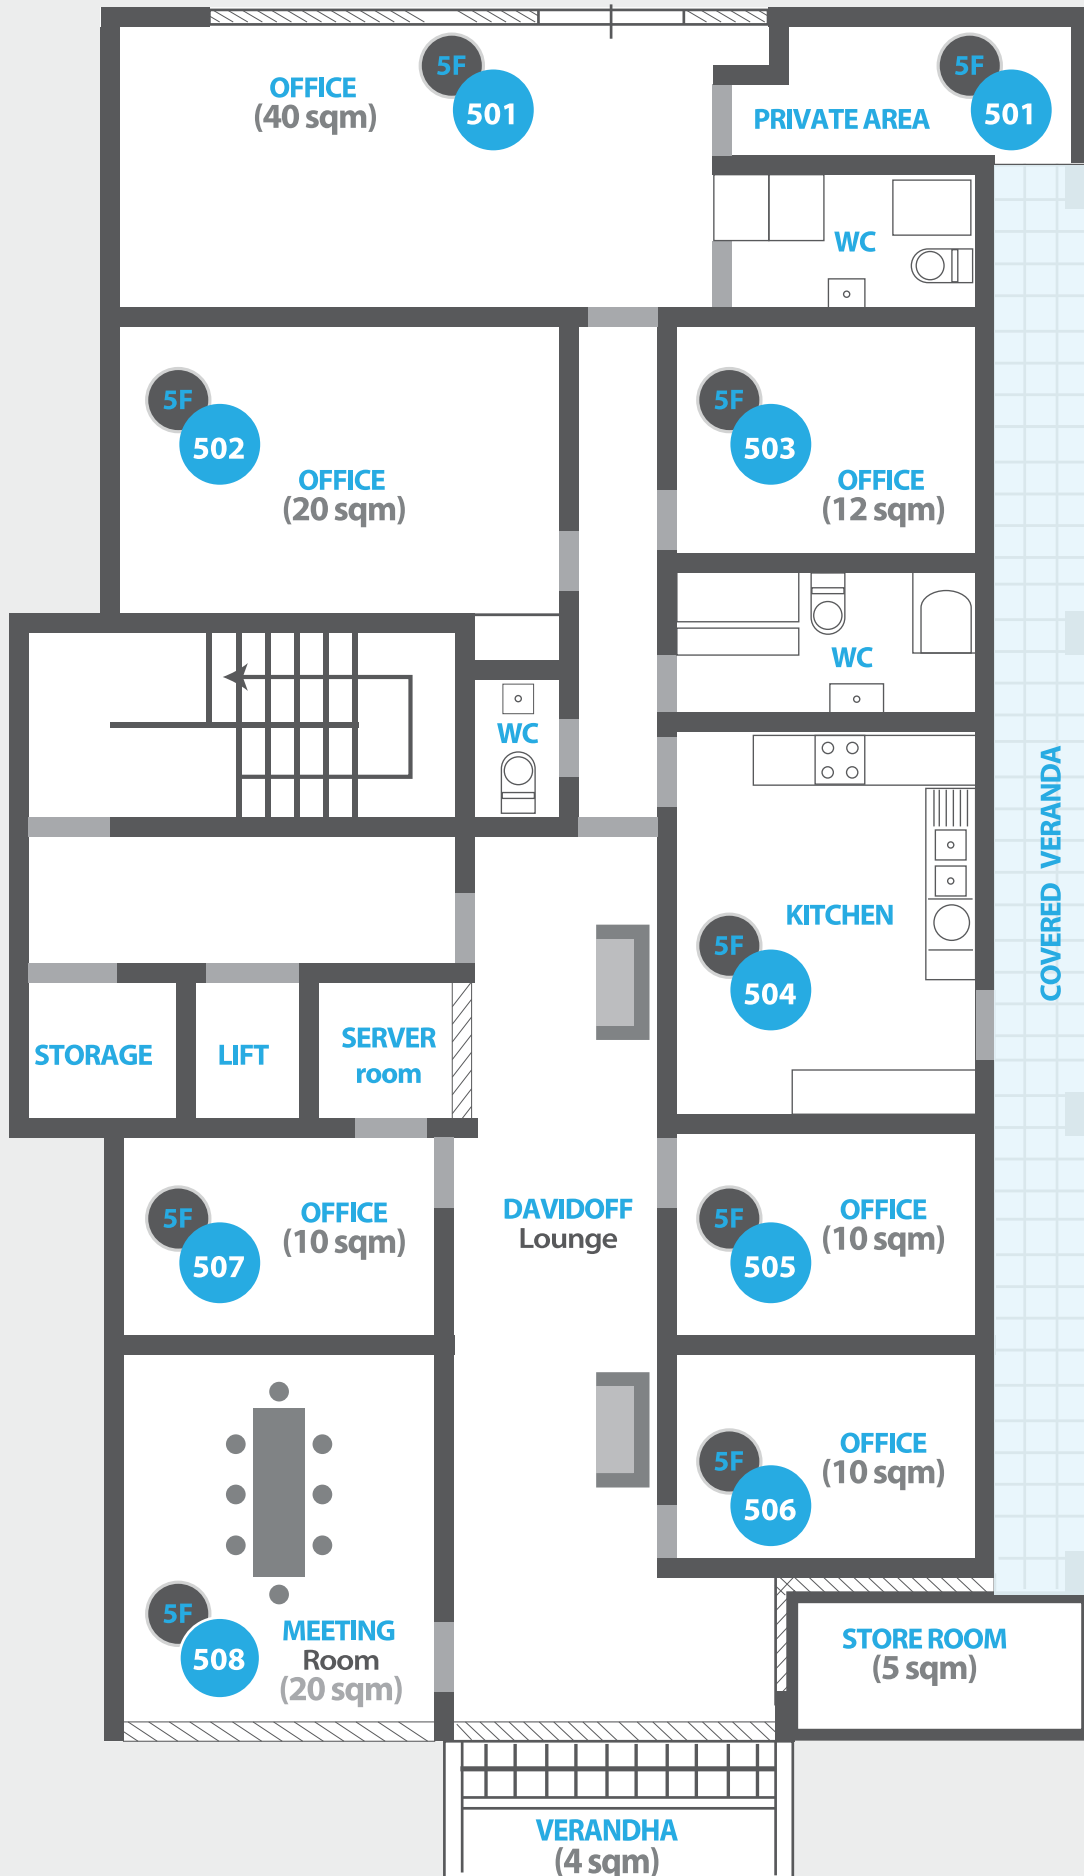 OFFICE
(40 sqm)
5F
501
PRIVATE AREA
5F
501
WC
5F
502
OFFICE
(20 sqm)
5F
503
OFFICE
(12 sqm)
WC
WC
KITCHEN
5F
504
COVERED VERANDA
STORAGE
LIFT
SERVER
room
5F
507
OFFICE
(10 sqm)
DAVIDOFF
Lounge
5F
505
OFFICE
(10 sqm)
5F
506
OFFICE
(10 sqm)
5F
508
MEETING
Room
(20 sqm)
STORE ROOM
(5 sqm)
VERANDHA
(4 sqm)